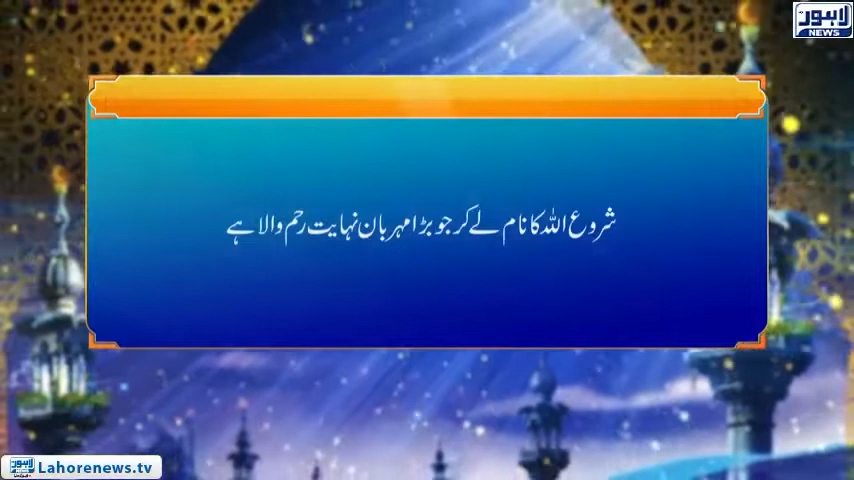 لاہور
NEWS
شروع اللہ کا نام لے کر جو بڑا مہربان نہایت رحم والا ہے
Lahorenews.tv